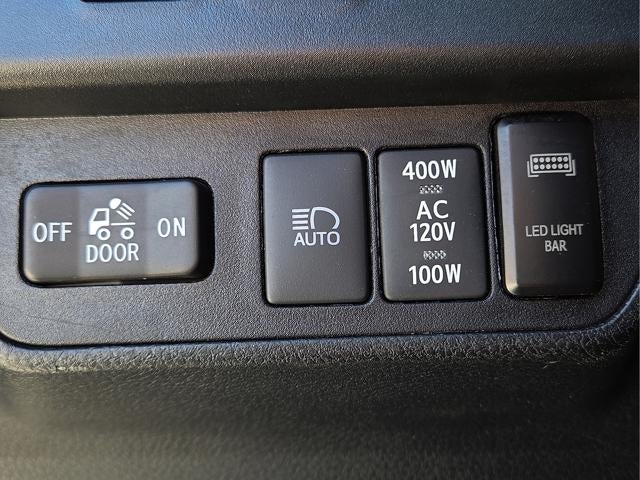 OFF DOOR ON
AUTO
400W
AC
120V
100W
LED LIGHT
BAR